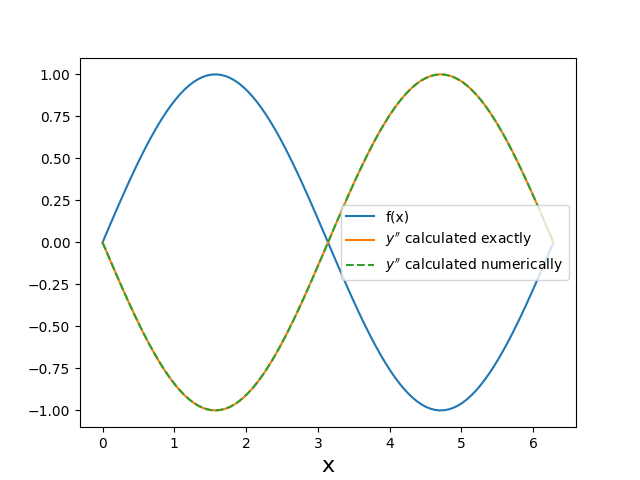 1.00
0.75
0.50
0.25
0.00
−0.25
−0.50
−0.75
−1.00
f(x)
y″ calculated exactly
y″ calculated numerically
0 1 2 3 4 5 6
x